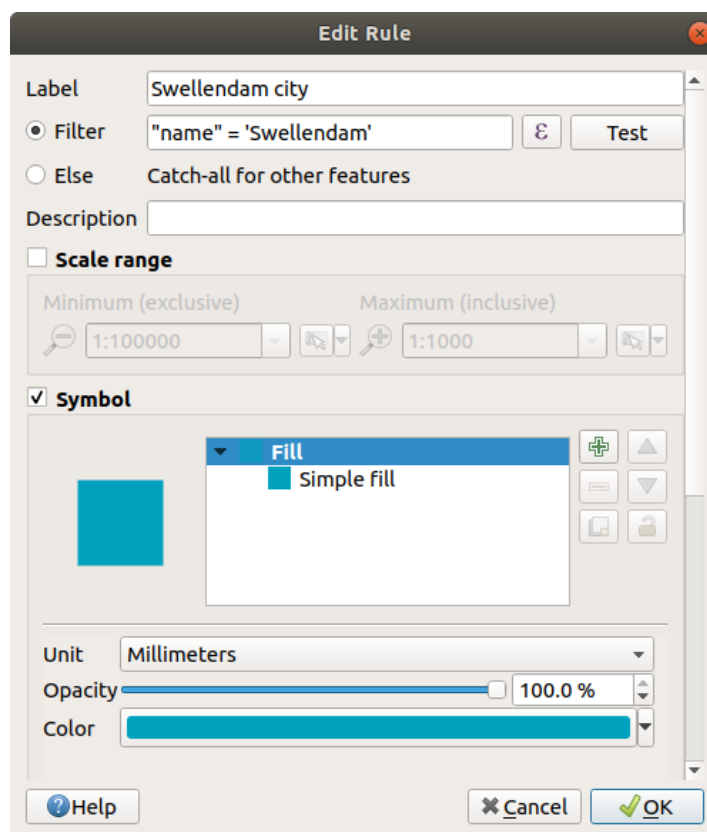 Edit Rule
Label Swellendam city
Filter "name" = 'Swellendam' ε Test
Else Catch-all for other features
Description
Scale range
Minimum (exclusive) Maximum (inclusive)
1:100000 1:1000
Symbol
Fill
Simple fill
Unit Millimeters
Opacity 100.0 %
Color
Help Cancel OK